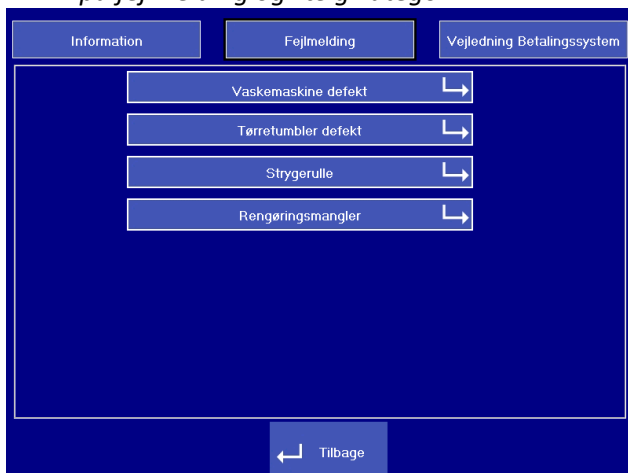 Information
Fejlmelding
Vejledning Betalingssystem
Vaskemaskine defekt
Tørretumbler defekt
Strygerulle
Rengøringsmangler
Tilbage